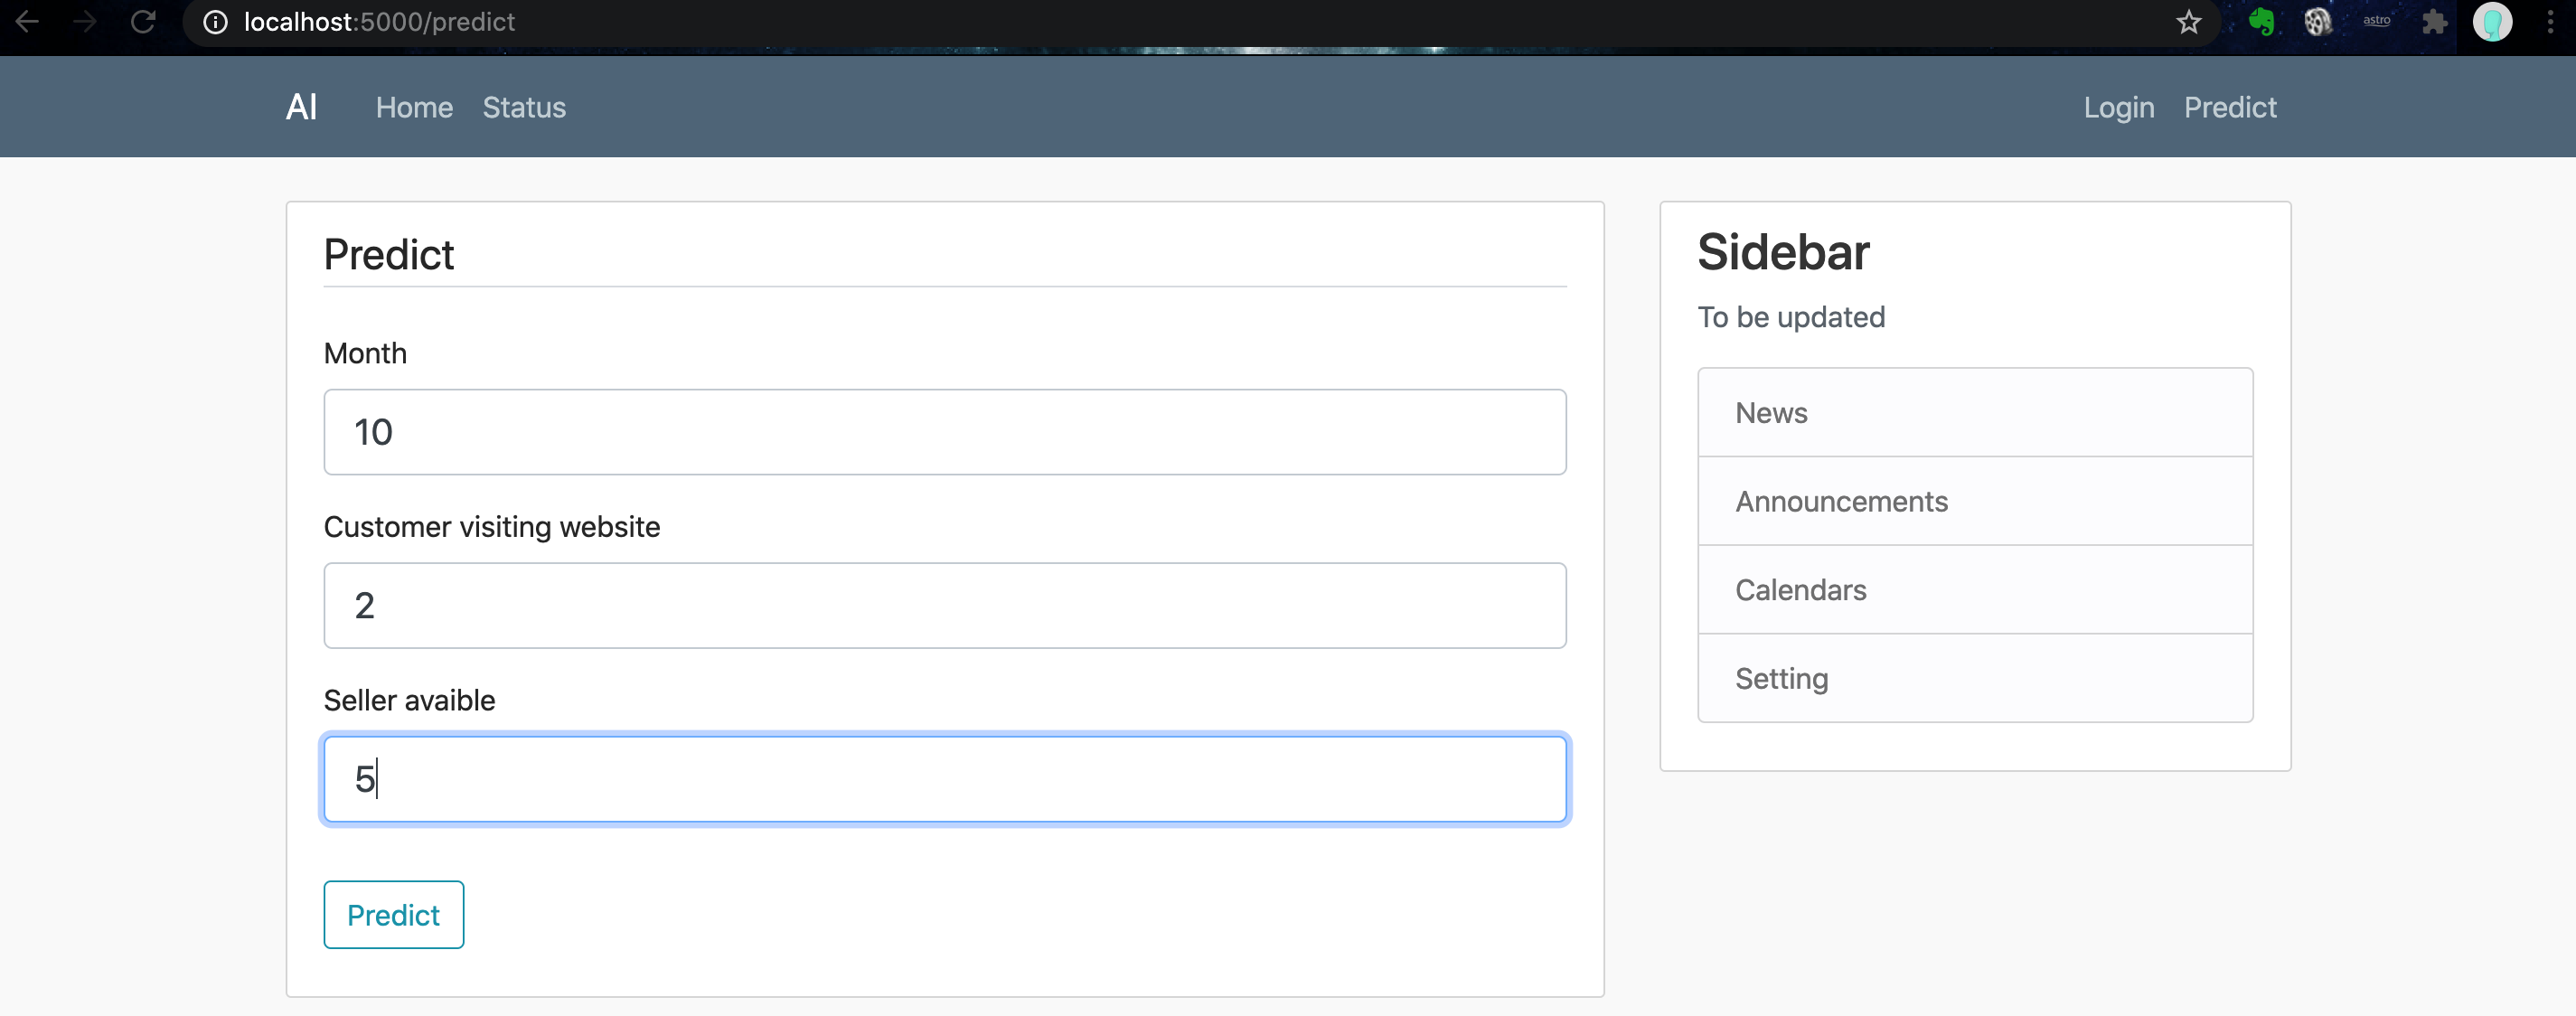 localhost:5000/predict
astro
AI Home Status Login Predict
Predict
Month
10
Customer visiting website
2
Seller avaible
5
Predict
Sidebar
To be updated
News
Announcements
Calendars
Setting